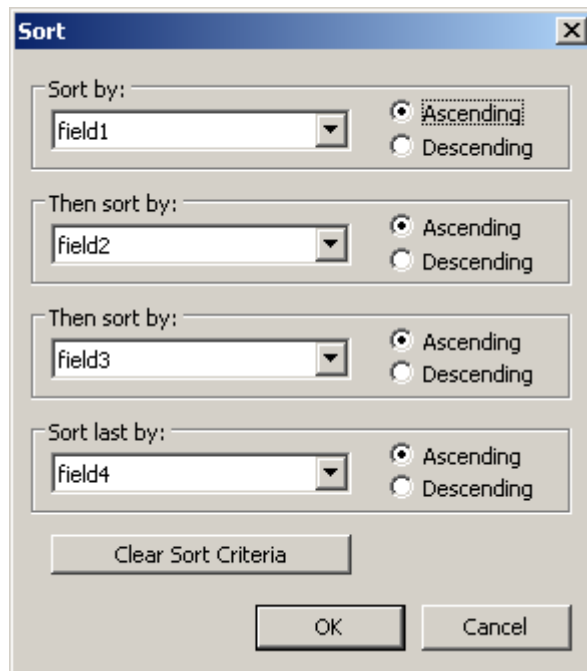 Sort
Sort by:
field1
Ascending
Descending
Then sort by:
field2
Ascending
Descending
Then sort by:
field3
Ascending
Descending
Sort last by:
field4
Ascending
Descending
Clear Sort Criteria
OK Cancel